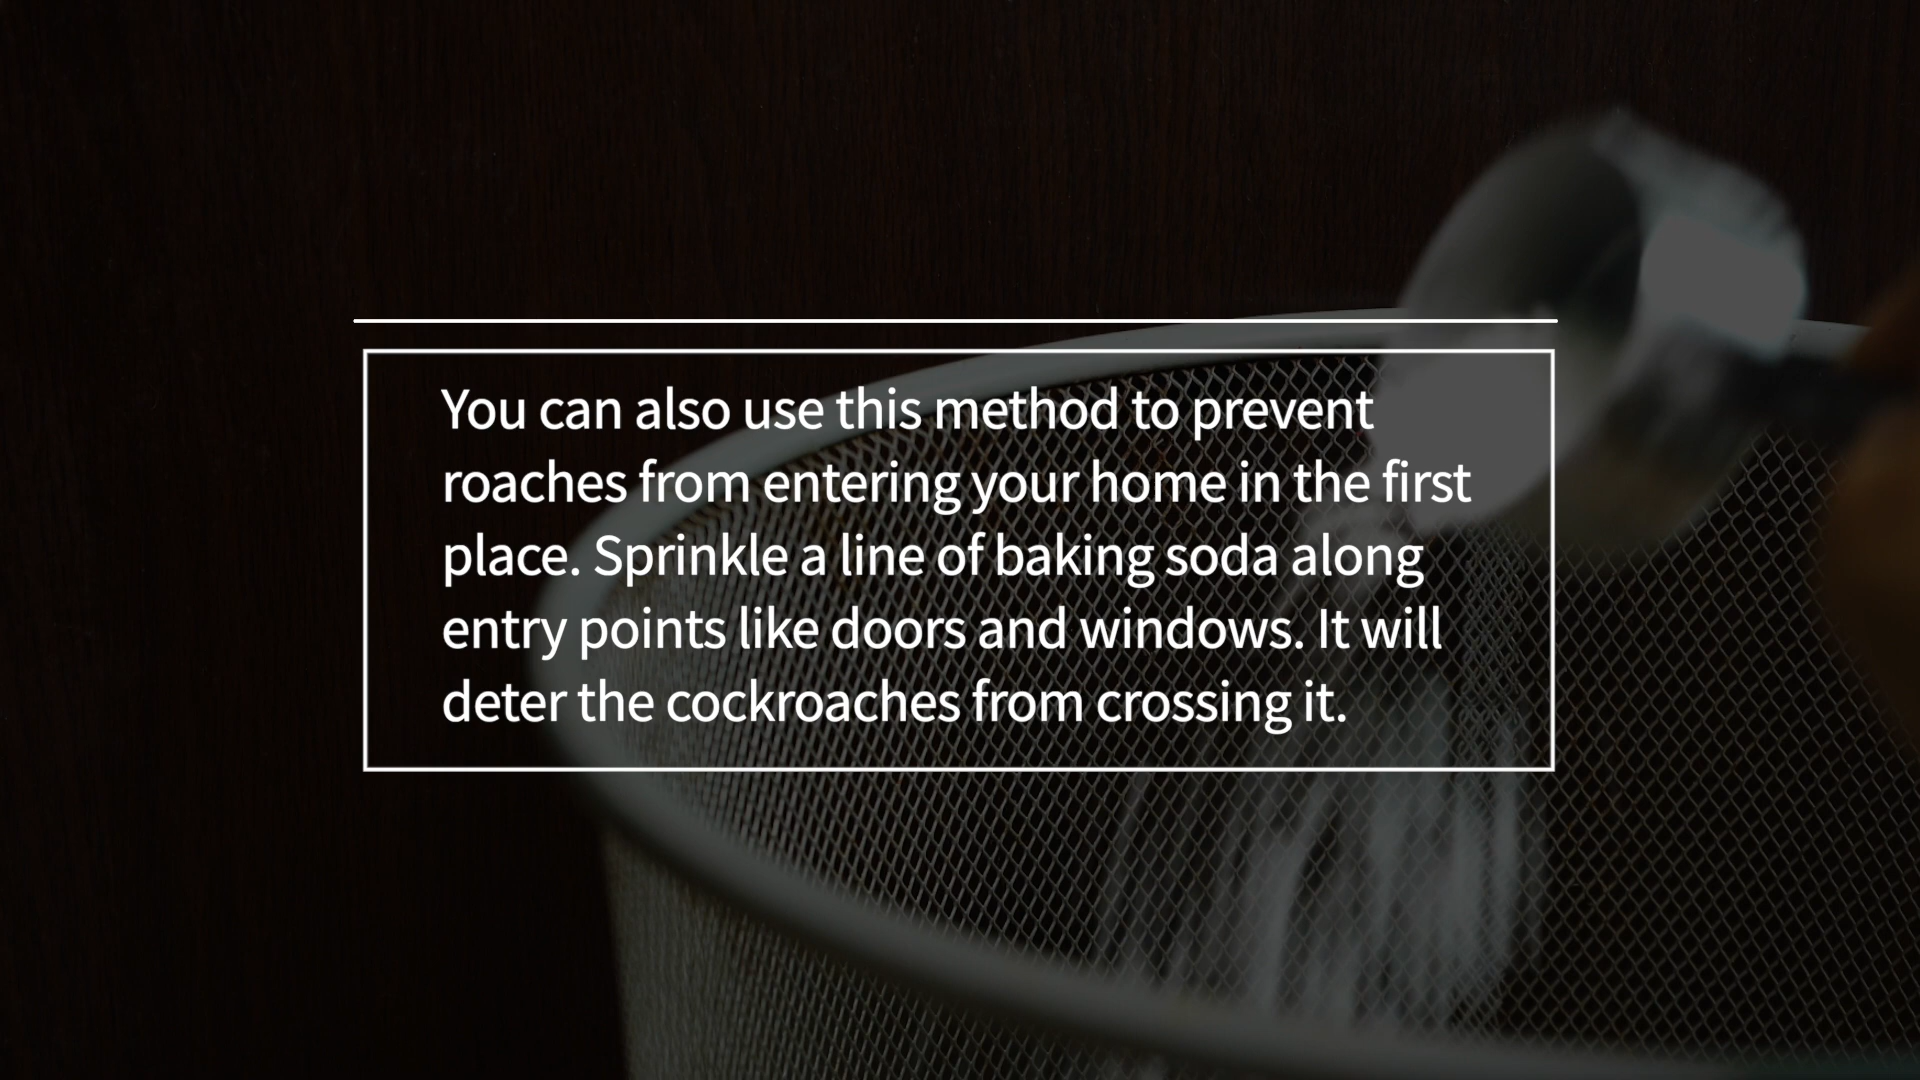 You can also use this method to prevent
roaches from entering your home in the first
place. Sprinkle a line of baking soda along
entry points like doors and windows. It will
deter the cockroaches from crossing it.